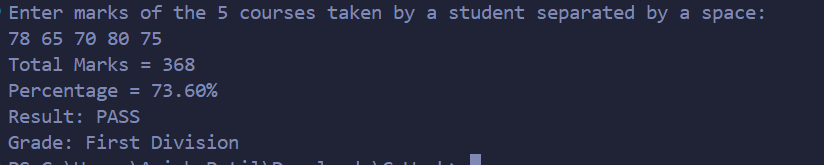 Enter marks of the 5 courses taken by a student separated by a space:
78 65 70 80 75
Total Marks = 368
Percentage = 73.60%
Result: PASS
Grade: First Division